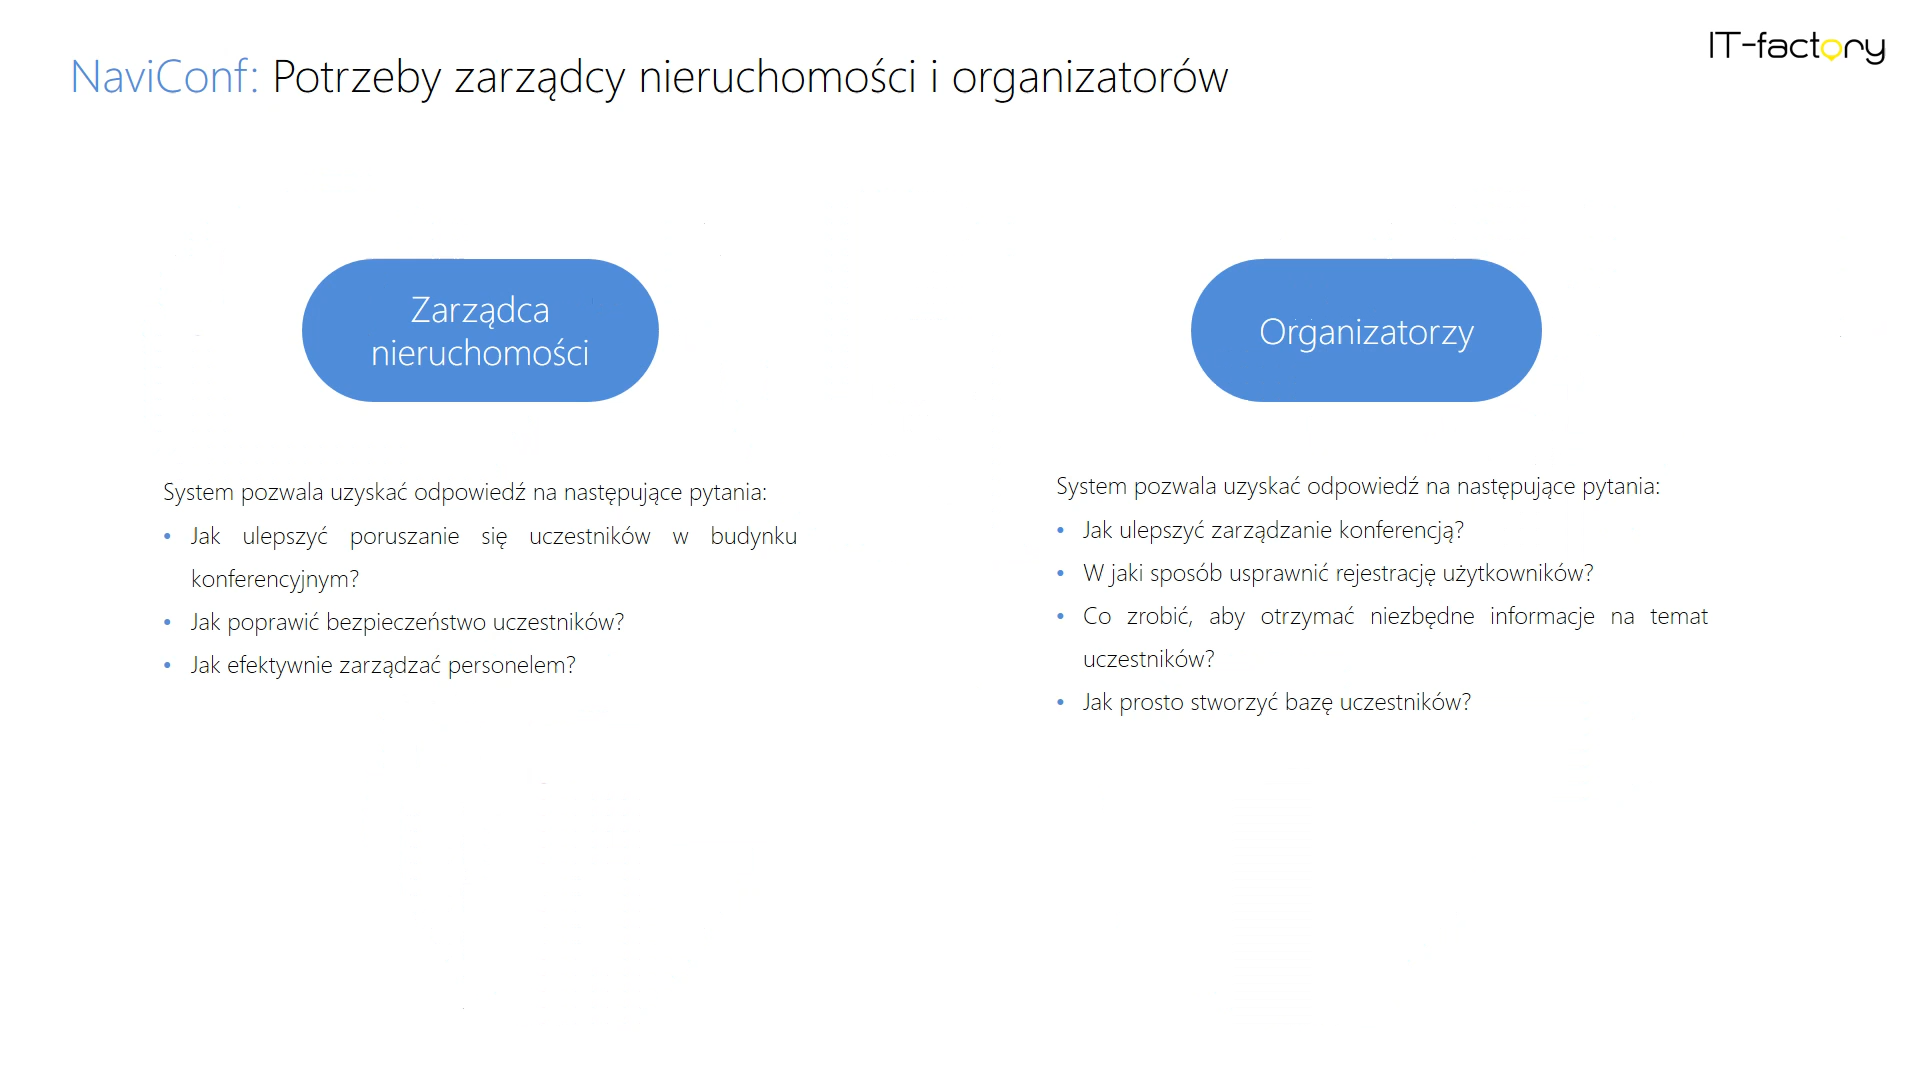 IT-factory
NaviConf: Potrzeby zarządcy nieruchomości i organizatorów
Zarządca
nieruchomości
System pozwala uzyskać odpowiedź na następujące pytania:
• Jak ulepszyć poruszanie się uczestników w budynku
konferencyjnym?
• Jak poprawić bezpieczeństwo uczestników?
• Jak efektywnie zarządzać personelem?
Organizatorzy
System pozwala uzyskać odpowiedź na następujące pytania:
• Jak ulepszyć zarządzanie konferencją?
• W jaki sposób usprawnić rejestrację użytkowników?
• Co zrobić, aby otrzymać niezbędne informacje na temat
uczestników?
• Jak prosto stworzyć bazę uczestników?